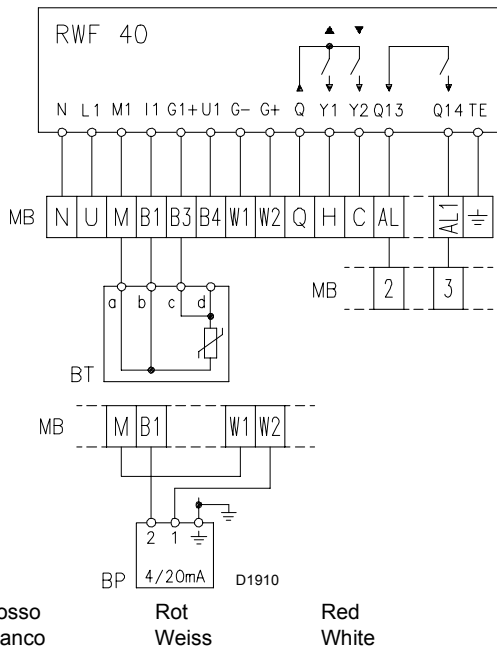 RWF 40
N L1 M1 I1 G1+ U1 G- G+ Q Y1 Y2 Q13 Q14 TE
MB N U M B1 B3 B4 W1 W2 Q H C AL AL1
MB 2 3
a b c d
BT
MB M B1 W1 W2
2 1
BP 4/20mA D1910
osso Rot Red
anco Weiss White